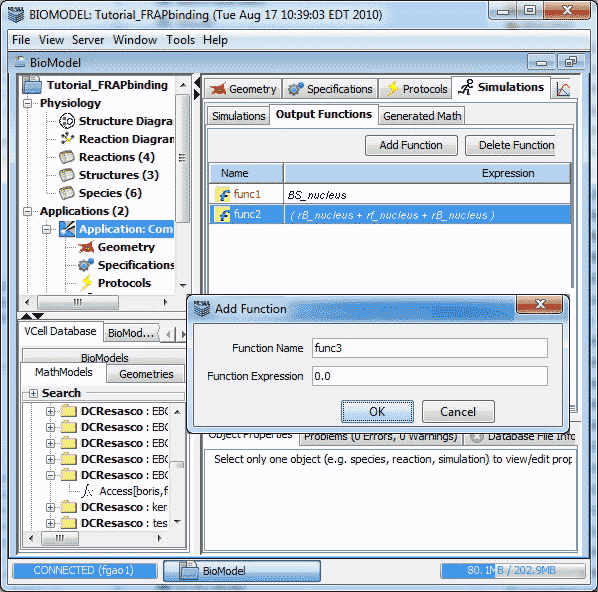 BIOMODEL: Tutorial_FRAPbinding (Tue Aug 17 10:39:03 EDT 2010)
File View Server Window Tools Help
BioModel
Tutorial_FRAPbinding
Physiology
Structure Diagra
Reaction Diagran
Reactions (4)
Structures (3)
Species (6)
Applications (2)
Application: Com
Geometry
Specifications
Protocols
Geometry Specifications Protocols Simulations
Simulations Output Functions Generated Math
Add Function Delete Function
Name Expression
func1 BS_nucleus
func2 ( rB_nucleus + rf_nucleus + rB_nucleus )
Add Function
Function Name func3
Function Expression 0.0
OK Cancel
VCell Database BioMod...
BioModels
MathModels Geometries
Search
DCResasco : EBC
DCResasco : EBC
DCResasco : EBC
DCResasco : EBC
DCResasco : EBC
Access[boris,f
DCResasco : ker
DCResasco : tes
Object Properties Problems (0 Errors, 0 Warnings) Database File Info
Select only one object (e.g. species, reaction, simulation) to view/edit prop
CONNECTED (fgao1) BioModel 80.1MB / 202.9MB